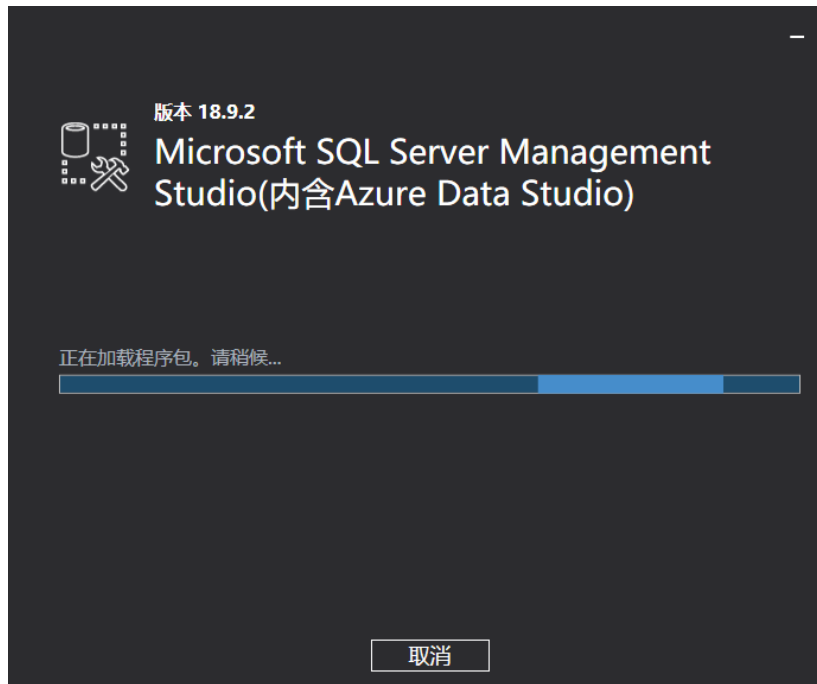 版本 18.9.2
Microsoft SQL Server Management
Studio(内含Azure Data Studio)
正在加载程序包。请稍候...
取消